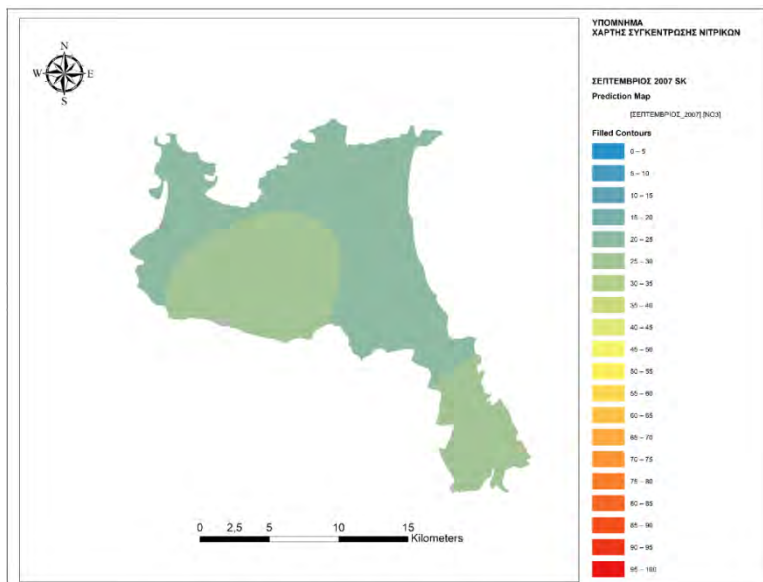 ΥΠΟΜΝΗΜΑ
ΧΑΡΤΗΣ ΣΥΓΚΕΝΤΡΩΣΗΣ ΝΙΤΡΙΚΩΝ
ΣΕΠΤΕΜΒΡΙΟΣ 2007 SK
Prediction Map
[ΣΕΠΤΕΜΒΡΙΟΣ_2007].[NO3]
Filled Contours
0 – 5
5 – 10
10 – 15
15 – 20
20 – 25
25 – 30
30 – 35
35 – 40
40 – 45
45 – 50
50 – 55
55 – 60
60 – 65
65 – 70
70 – 75
75 – 80
80 – 85
85 – 90
90 – 95
95 – 100
N
W E
S
0 2,5 5 10 15
Kilometers